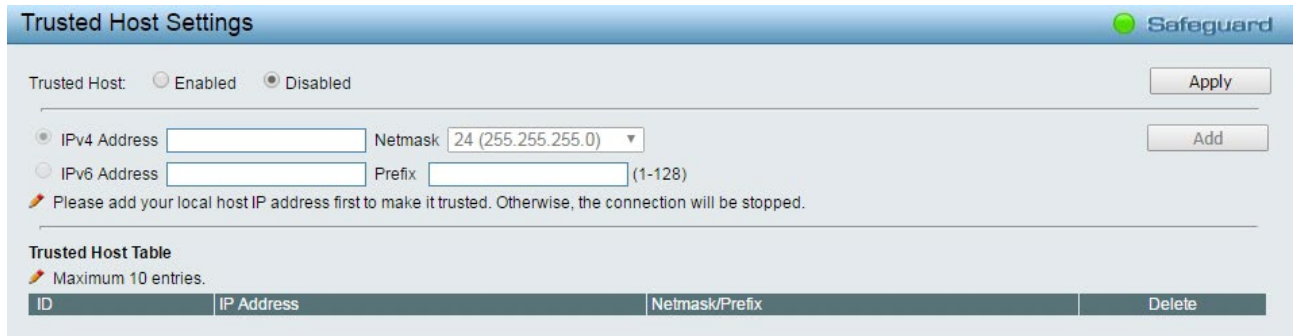 Trusted Host Settings Safeguard
Trusted Host: Enabled Disabled Apply
IPv4 Address Netmask 24 (255.255.255.0) Add
IPv6 Address Prefix (1-128)
Please add your local host IP address first to make it trusted. Otherwise, the connection will be stopped.
Trusted Host Table
Maximum 10 entries.
ID IP Address Netmask/Prefix Delete